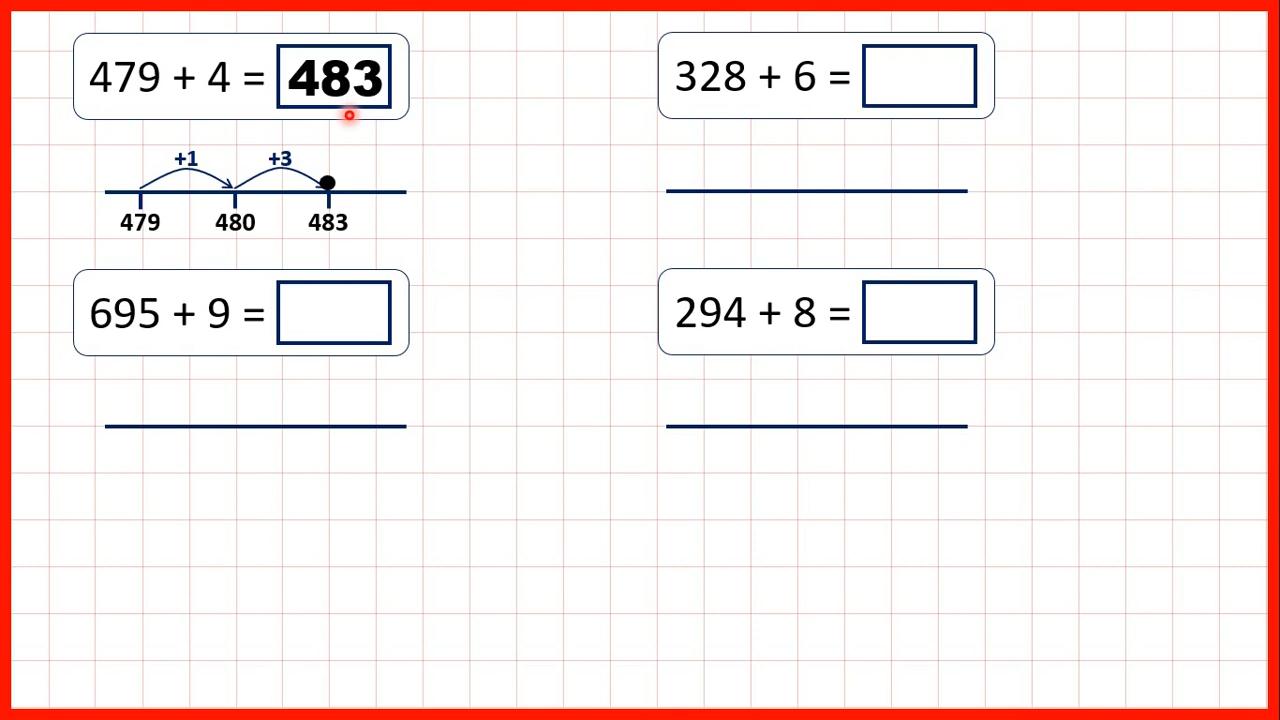 479 + 4 = 483
+1 +3
479 480 483
328 + 6 =
695 + 9 =
294 + 8 =